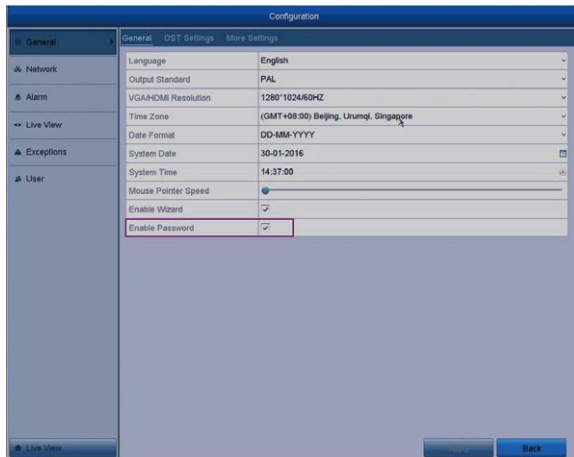 Configuration
General
Network
Alarm
Live View
Exceptions
User
General DST Settings More Settings
Language English
Output Standard PAL
VGA/HDMI Resolution 1280*1024/60HZ
Time Zone (GMT+08:00) Beijing, Urumqi, Singapore
Date Format DD-MM-YYYY
System Date 30-01-2016
System Time 14:37:00
Mouse Pointer Speed
Enable Wizard
Enable Password
Live View
Apply Back